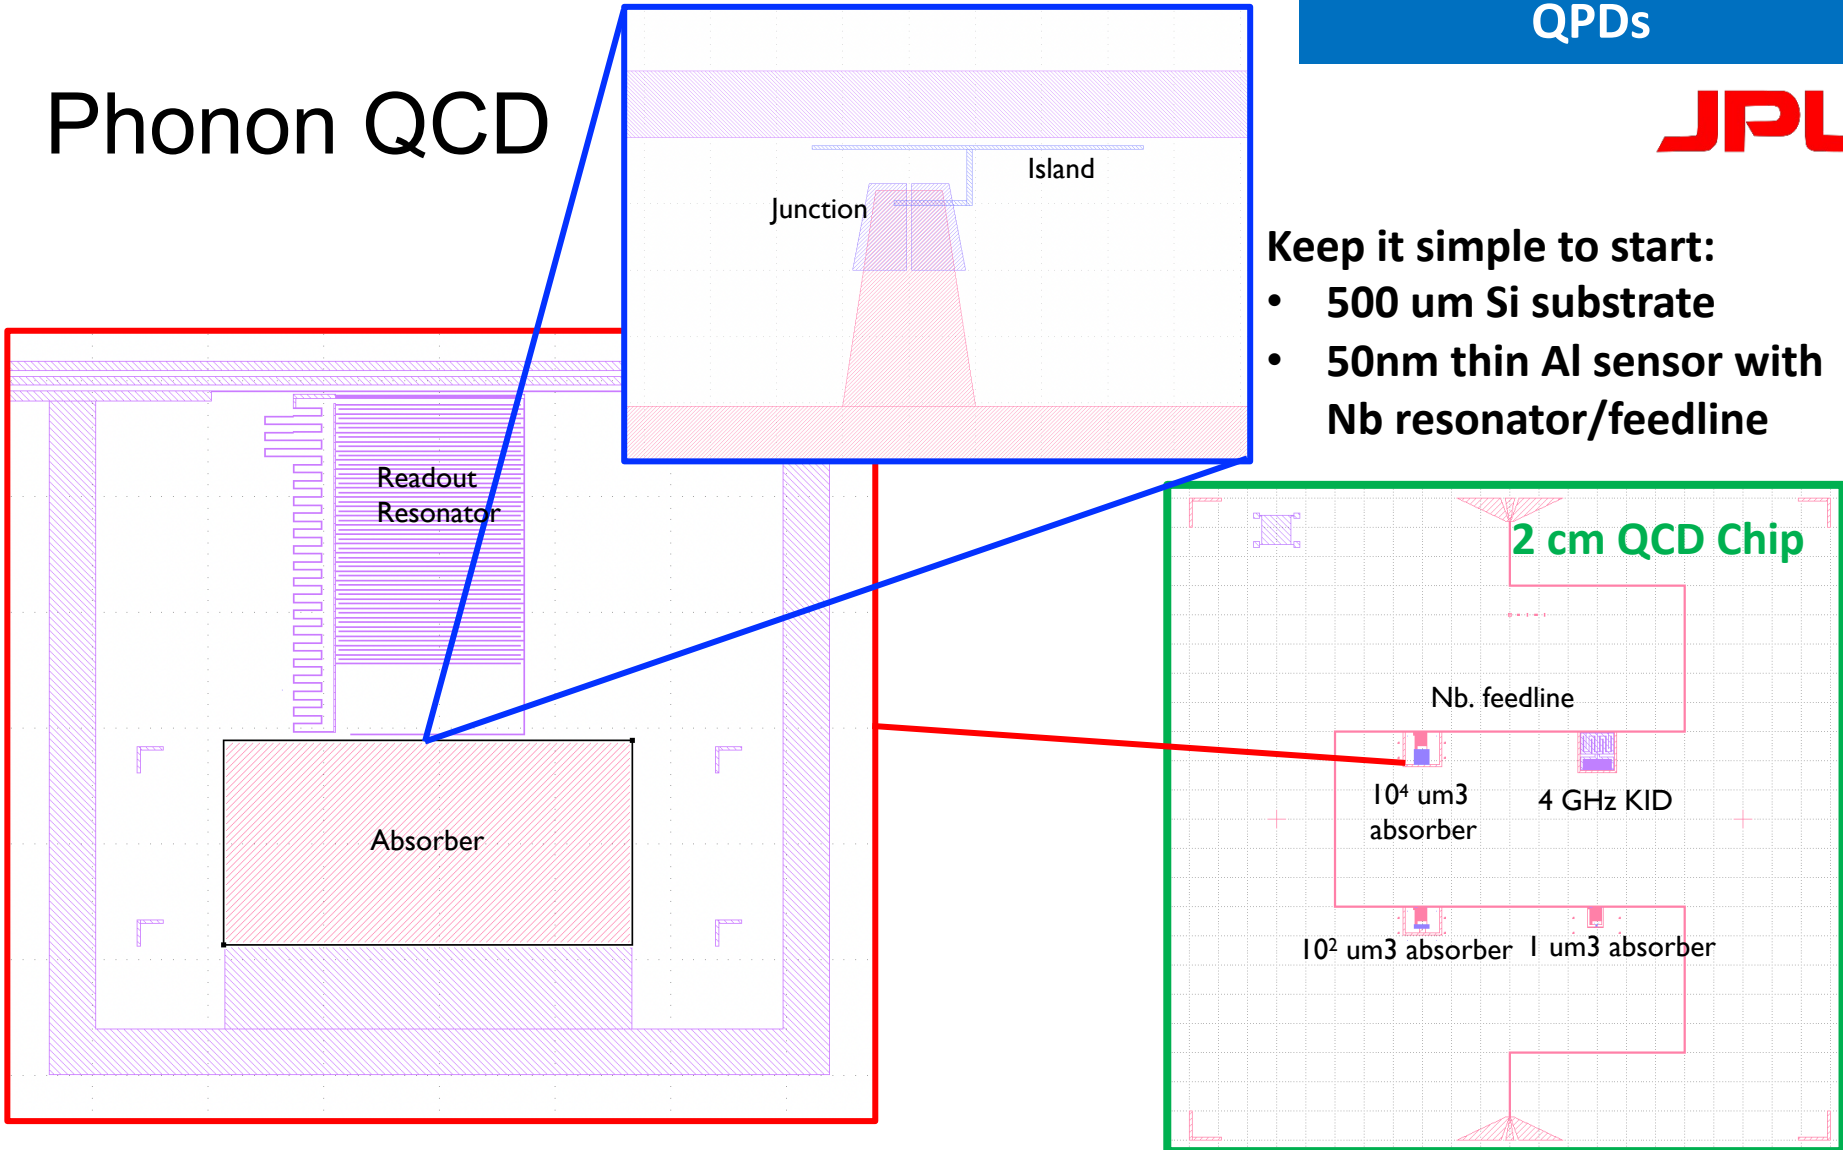 QPDs
Phonon QCD
JPL
Island
Junction
Keep it simple to start:
• 500 um Si substrate
• 50nm thin Al sensor with
Nb resonator/feedline
Readout
Resonator
Absorber
2 cm QCD Chip
Nb. feedline
10⁴ um3
absorber
4 GHz KID
10² um3 absorber
1 um3 absorber